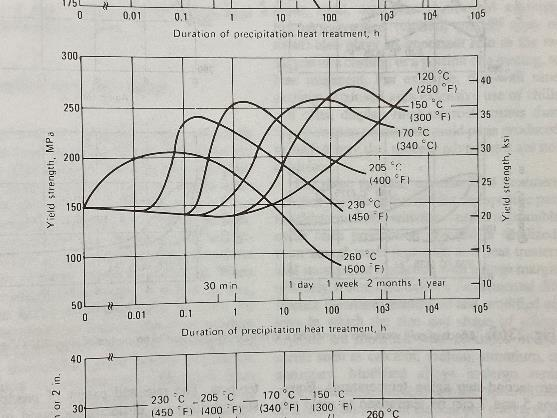 175
0 0.01 0.1 1 10 100 10³ 10⁴ 10⁵
Duration of precipitation heat treatment, h
300
250
200
150
100
50
Yield strength, MPa
40
35
30
25
20
15
10
Yield strength, ksi
120 °C
(250 °F)
150 °C
(300 °F)
170 °C
(340 °C)
205 °C
(400 °F)
230 °C
(450 °F)
260 °C
(500 °F)
30 min 1 day 1 week 2 months 1 year
0 0.01 0.1 1 10 100 10³ 10⁴ 10⁵
Duration of precipitation heat treatment, h
40
30
or 2 in.
230 °C 205 °C 170 °C 150 °C
(450 °F) (400 °F) (340 °F) (300 °F)
260 °C